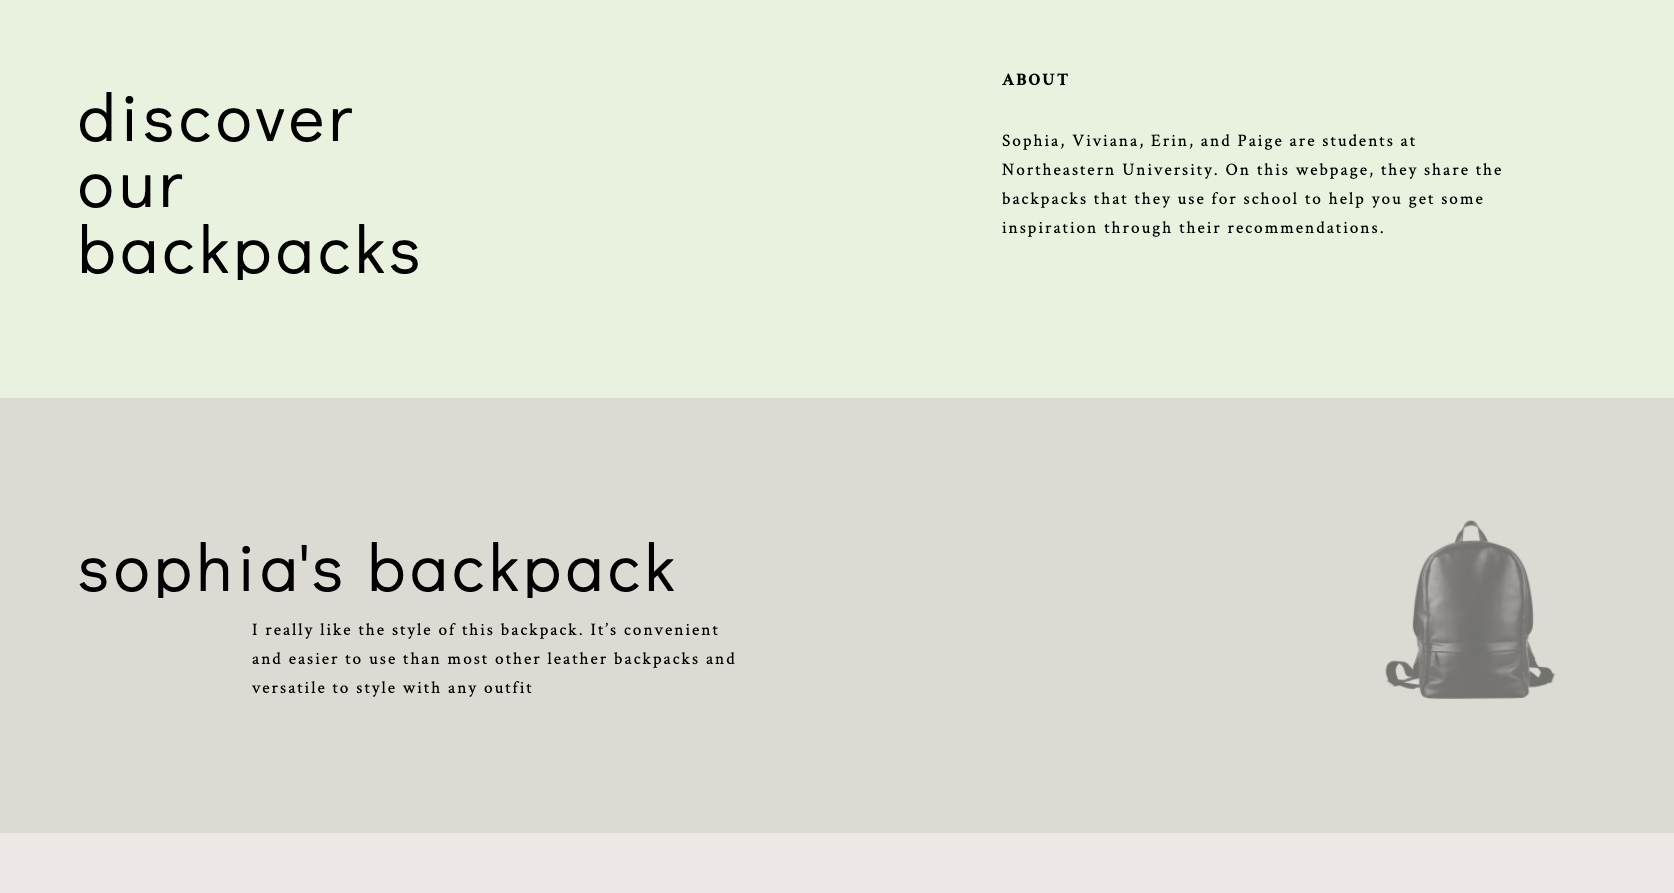 discover
our
backpacks
ABOUT
Sophia, Viviana, Erin, and Paige are students at
Northeastern University. On this webpage, they share the
backpacks that they use for school to help you get some
inspiration through their recommendations.
sophia's backpack
I really like the style of this backpack. It’s convenient
and easier to use than most other leather backpacks and
versatile to style with any outfit